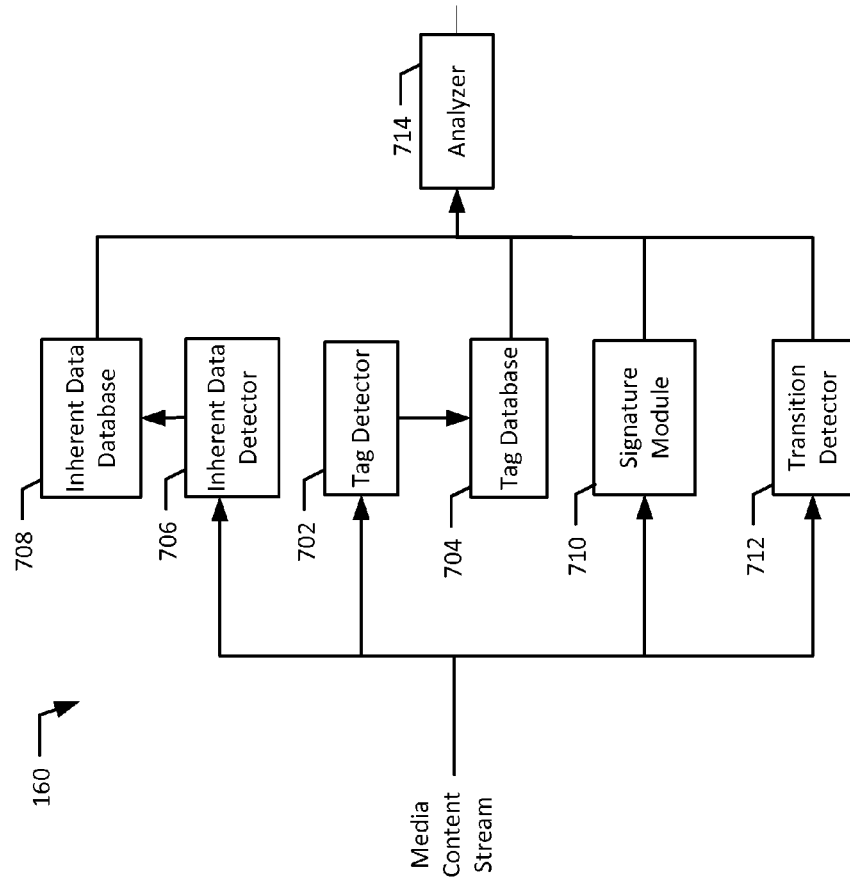 160
Media
Content
Stream
708
Inherent Data
Database
706
Inherent Data
Detector
702
Tag Detector
704
Tag Database
710
Signature
Module
712
Transition
Detector
714
Analyzer